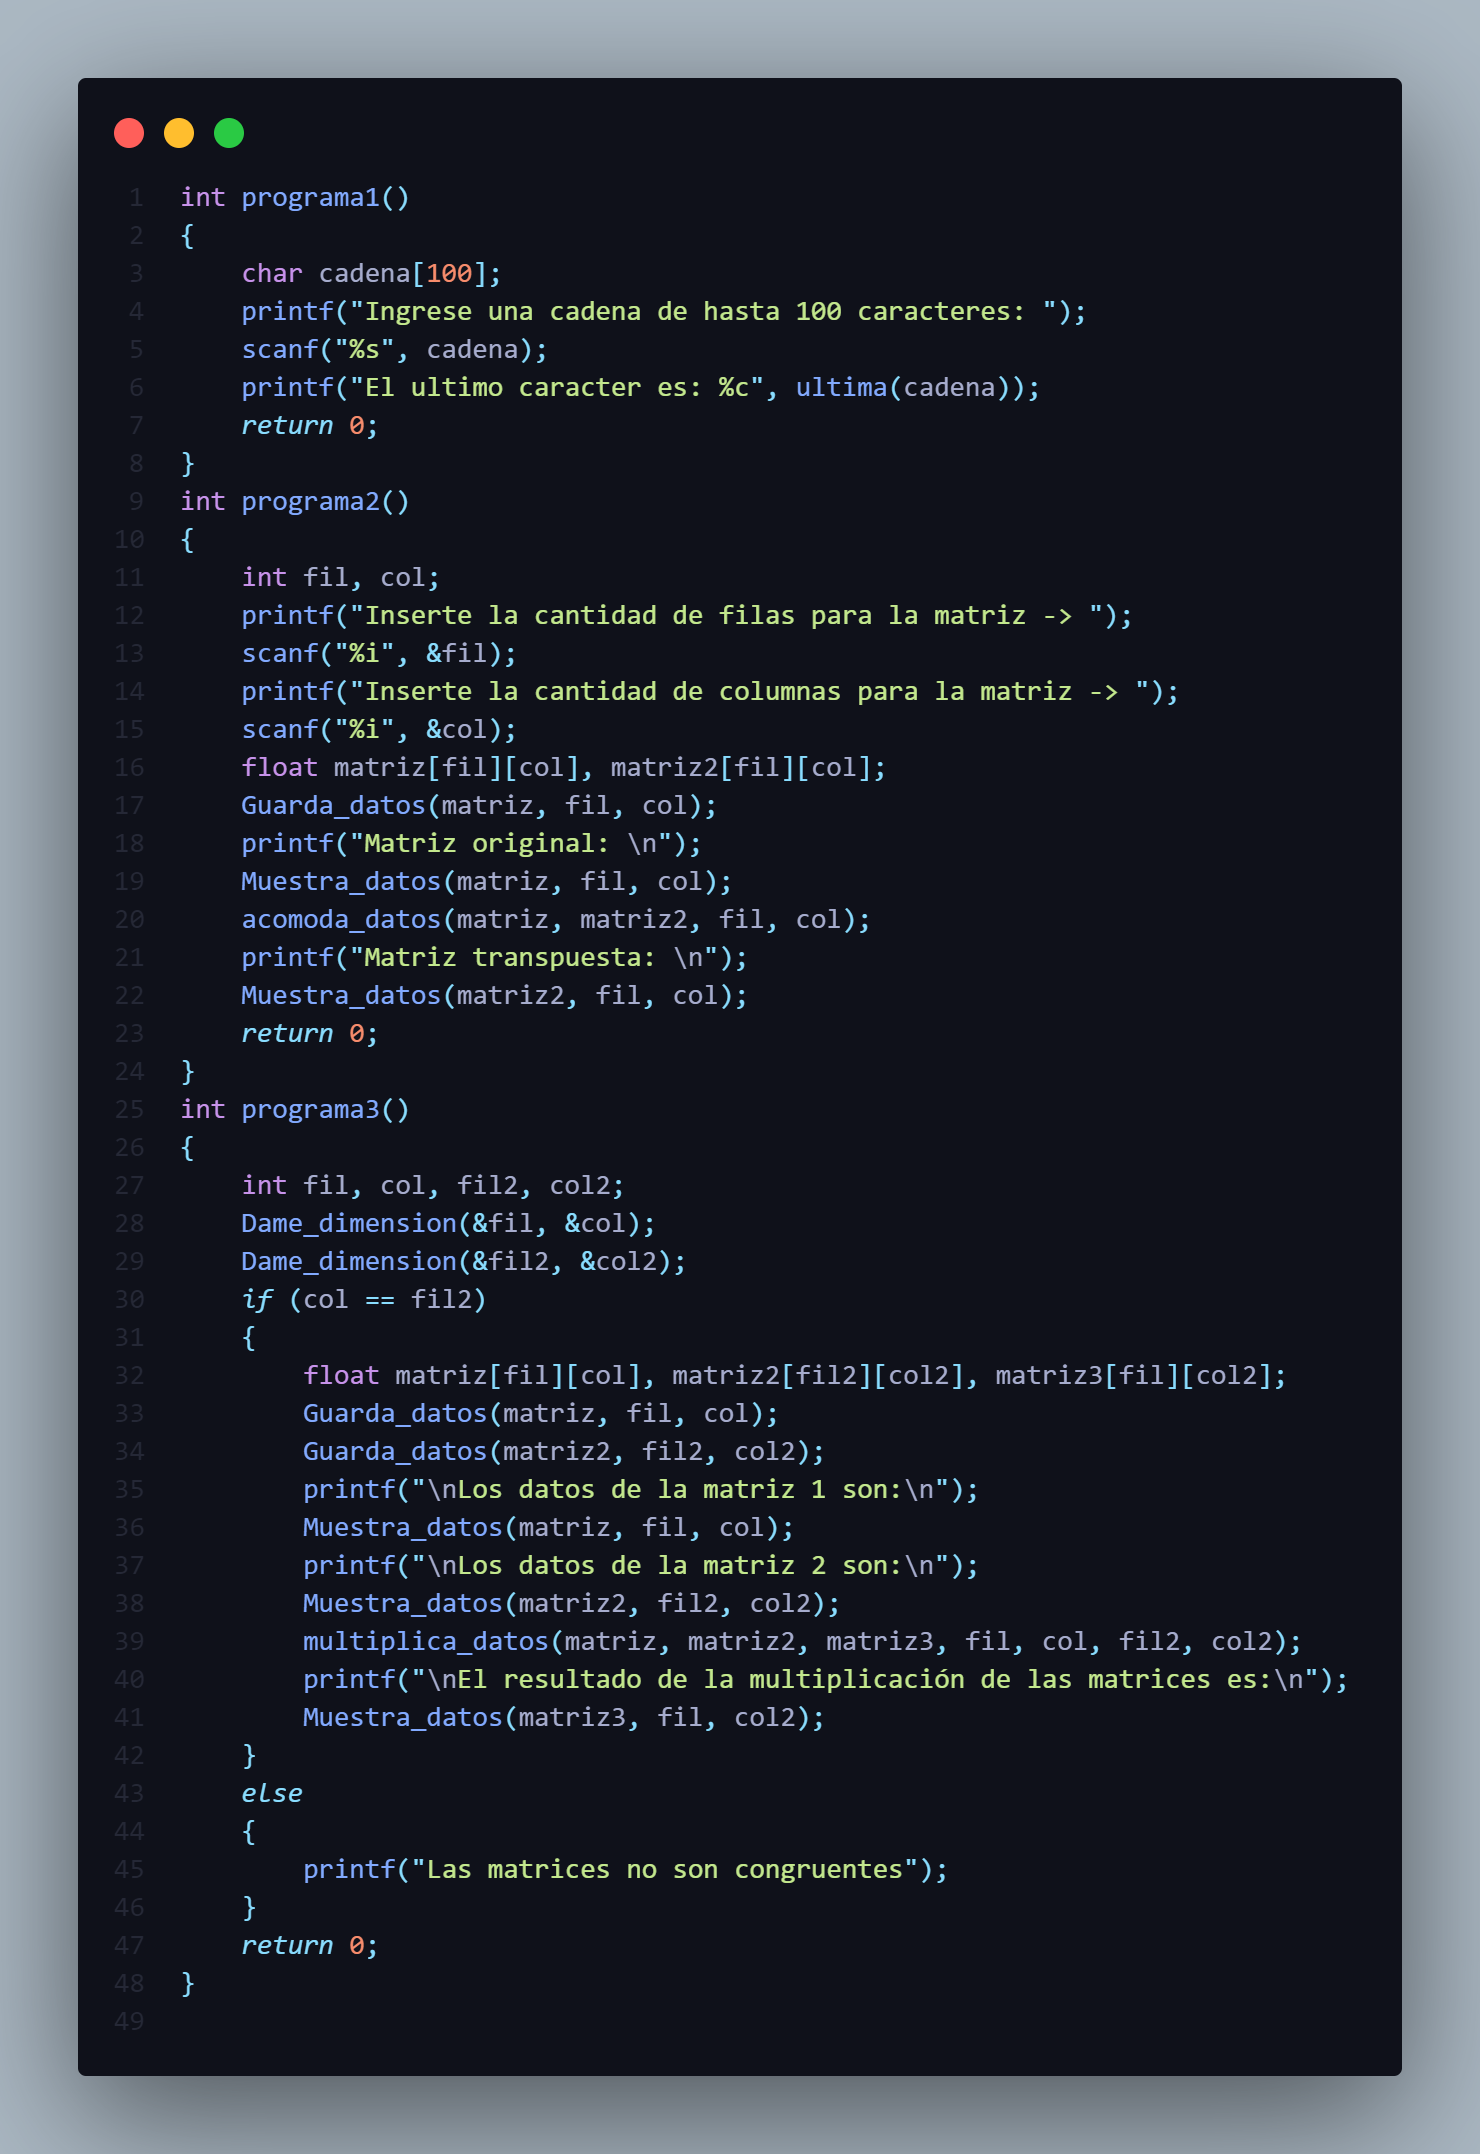 1 int programa1()
2 {
3     char cadena[100];
4     printf("Ingrese una cadena de hasta 100 caracteres: ");
5     scanf("%s", cadena);
6     printf("El ultimo caracter es: %c", ultima(cadena));
7     return 0;
8 }
9 int programa2()
10 {
11     int fil, col;
12     printf("Inserte la cantidad de filas para la matriz -> ");
13     scanf("%i", &fil);
14     printf("Inserte la cantidad de columnas para la matriz -> ");
15     scanf("%i", &col);
16     float matriz[fil][col], matriz2[fil][col];
17     Guarda_datos(matriz, fil, col);
18     printf("Matriz original: \n");
19     Muestra_datos(matriz, fil, col);
20     acomoda_datos(matriz, matriz2, fil, col);
21     printf("Matriz transpuesta: \n");
22     Muestra_datos(matriz2, fil, col);
23     return 0;
24 }
25 int programa3()
26 {
27     int fil, col, fil2, col2;
28     Dame_dimension(&fil, &col);
29     Dame_dimension(&fil2, &col2);
30     if (col == fil2)
31     {
32         float matriz[fil][col], matriz2[fil2][col2], matriz3[fil][col2];
33         Guarda_datos(matriz, fil, col);
34         Guarda_datos(matriz2, fil2, col2);
35         printf("\nLos datos de la matriz 1 son:\n");
36         Muestra_datos(matriz, fil, col);
37         printf("\nLos datos de la matriz 2 son:\n");
38         Muestra_datos(matriz2, fil2, col2);
39         multiplica_datos(matriz, matriz2, matriz3, fil, col, fil2, col2);
40         printf("\nEl resultado de la multiplicación de las matrices es:\n");
41         Muestra_datos(matriz3, fil, col2);
42     }
43     else
44     {
45         printf("Las matrices no son congruentes");
46     }
47     return 0;
48 }
49